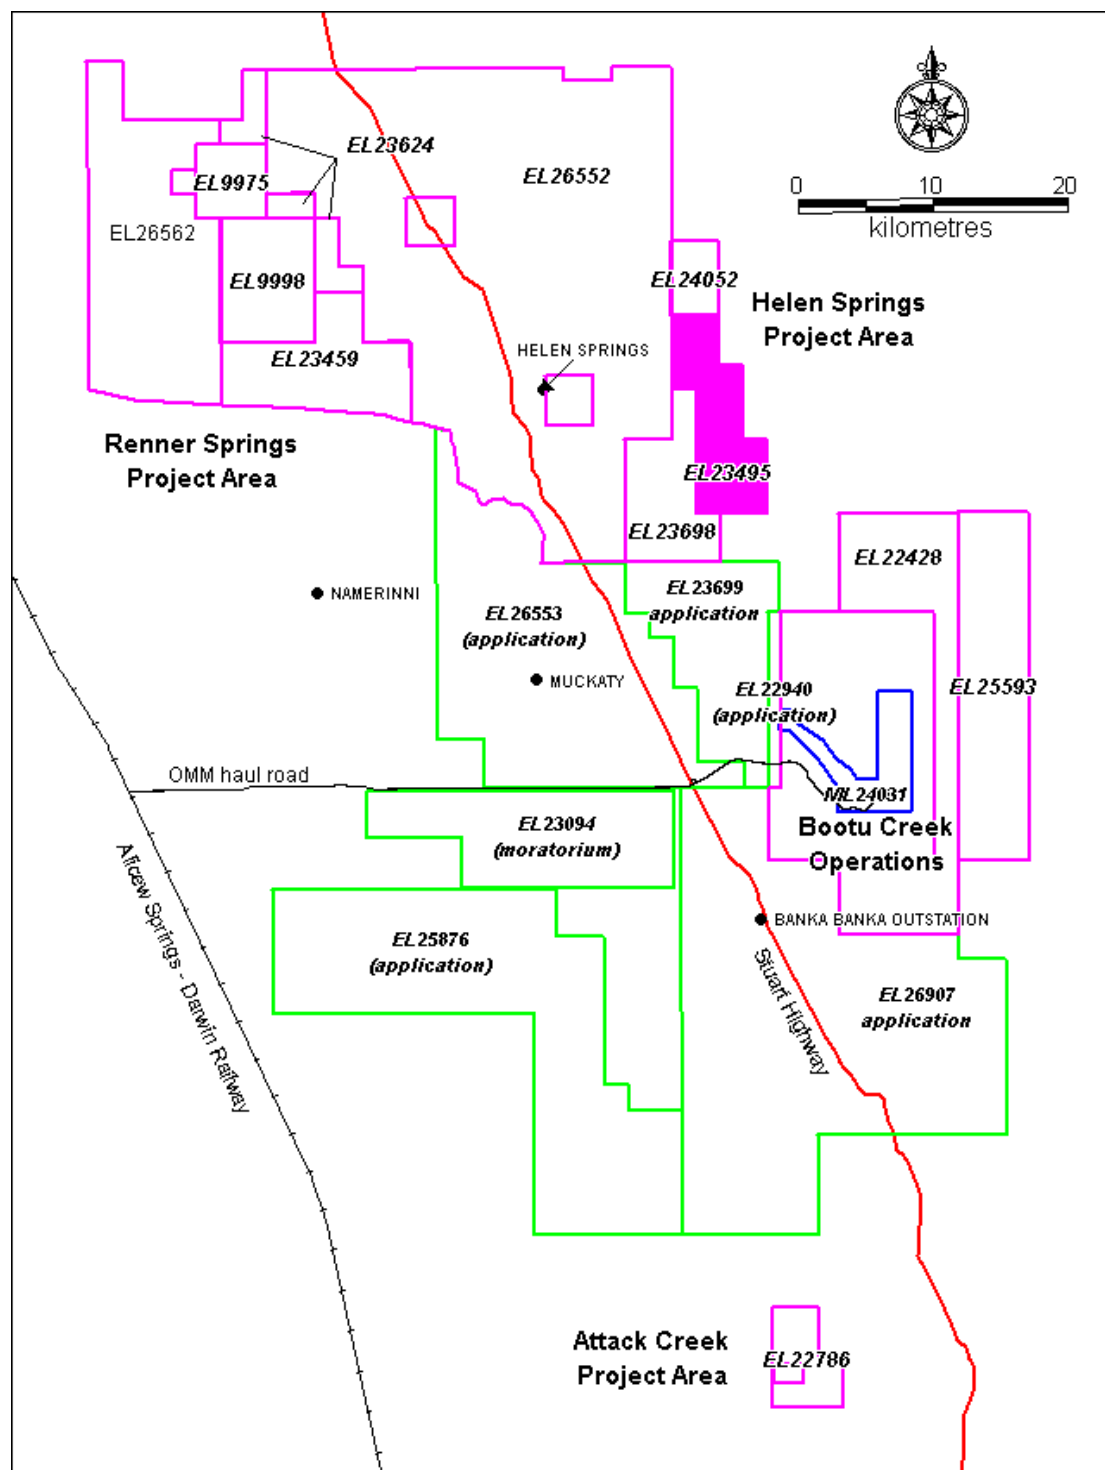 EL23624
EL9975
EL26552
0 10 20
kilometres
EL26562
EL9998
EL24052
Helen Springs
Project Area
HELEN SPRINGS
EL23459
Renner Springs
Project Area
EL23495
EL23698
EL22428
EL23699
application
NAMERINNI
EL26553
(application)
MUCKATY
EL22940
(application)
EL25593
OMM haul road
ML24031
EL23094
(moratorium)
Bootu Creek
Operations
Alicew Springs - Darwin Railway
BANKA BANKA OUTSTATION
EL25876
(application)
Stuart Highway
EL26907
application
Attack Creek
Project Area
EL22786